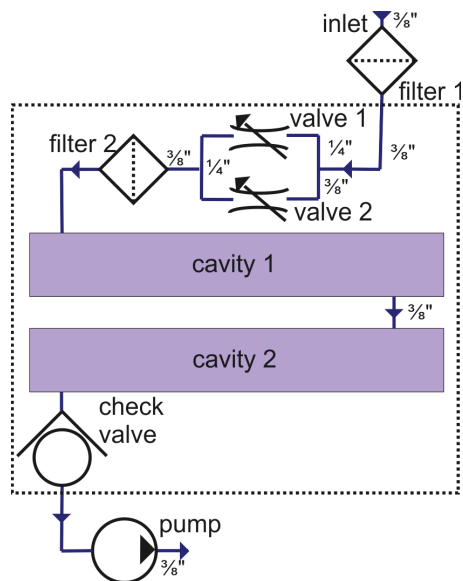 inlet
⅜"
filter 1
valve 1
filter 2
⅜"
¼"
¼"
⅜"
⅜"
valve 2
cavity 1
⅜"
cavity 2
check
valve
pump
⅜"